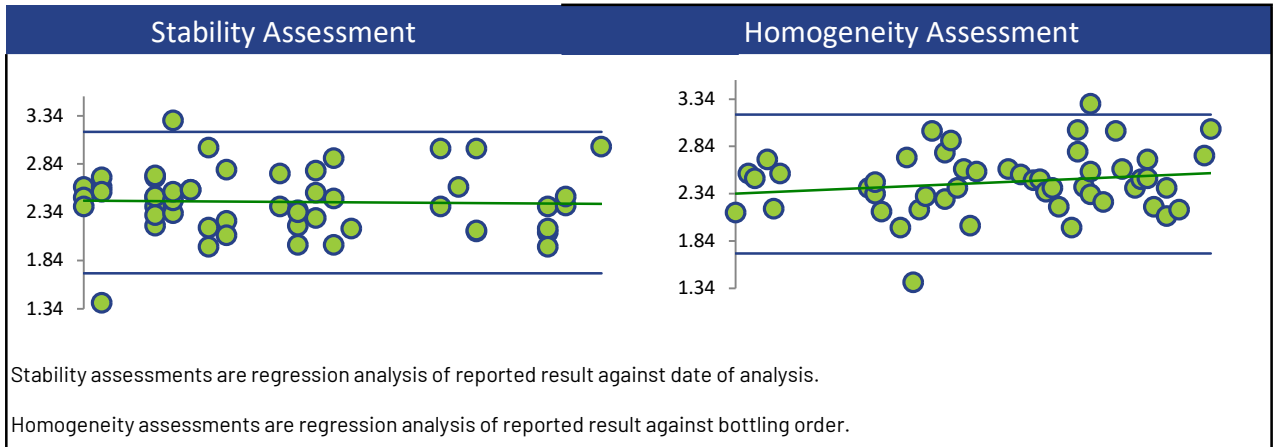 Stability Assessment
Homogeneity Assessment
3.34
2.84
2.34
1.84
1.34
3.34
2.84
2.34
1.84
1.34
Stability assessments are regression analysis of reported result against date of analysis.
Homogeneity assessments are regression analysis of reported result against bottling order.